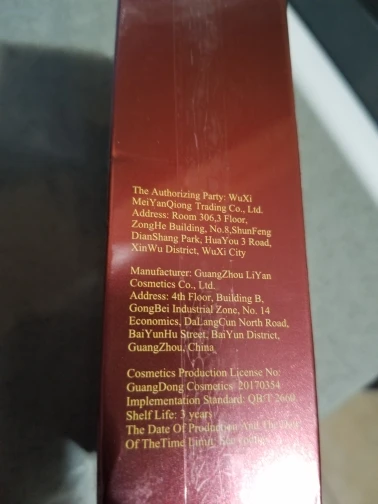 The Authorizing Party: WuXi
MeiYanQiong Trading Co., Ltd.
Address: Room 306,3 Floor,
ZongHe Building, No.8,ShunFeng
DianShang Park, HuaYou 3 Road,
XinWu District, WuXi City
Manufacturer: GuangZhou LiYan
Cosmetics Co., Ltd.
Address: 4th Floor, Building B,
GongBei Industrial Zone, No. 14
Economics, DaLangCun North Road,
BaiYunHu Street, BaiYun District,
GuangZhou, China
Cosmetics Production License No:
GuangDong Cosmetics 20170354
Implementation Standard: QB/T 2660
Shelf Life: 3 years
The Date Of Production And The
Of TheTime Limit: See